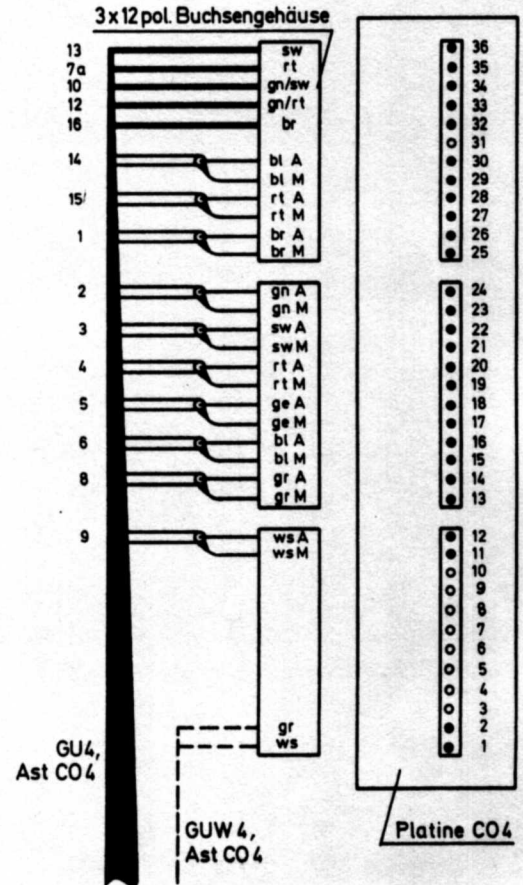 3 x 12 pol. Buchsengehäuse
13 sw 36
7a rt 35
10 gn/sw 34
12 gn/rt 33
16 br 32
31
14 bl A 30
bl M 29
15 rt A 28
rt M 27
1 br A 26
br M 25
2 gn A 24
gn M 23
3 sw A 22
sw M 21
4 rt A 20
rt M 19
5 ge A 18
ge M 17
6 bl A 16
bl M 15
8 gr A 14
gr M 13
9 ws A 12
ws M 11
10
9
8
7
6
5
4
3
gr 2
ws 1
GU4,
Ast CO4
GUW 4,
Ast CO4
Platine CO4